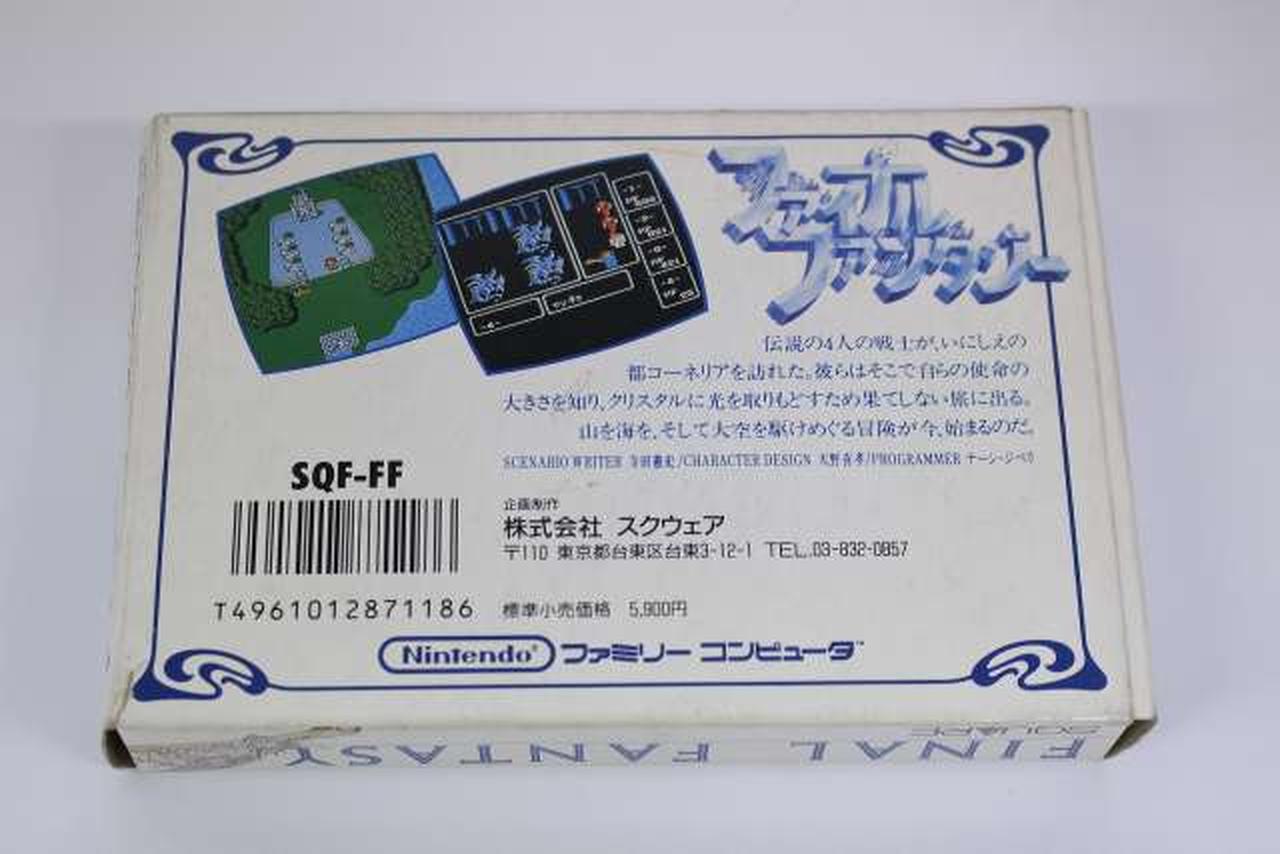 ファイナル
ファンタジー
伝説の4人の戦士が、いにしえの
都コーネリアを訪れた。彼らはそこで自らの使命の
大きさを知り、クリスタルに光を取りもどすため果てしない旅に出る。
山を海を、そして大空を駆けめぐる冒険が今、始まるのだ。
SCENARIO WRITER 寺田憲史/CHARACTER DESIGN 天野喜孝/PROGRAMMER ナーシャ・ジベリ
SQF-FF
企画制作
株式会社 スクウェア
〒110 東京都台東区台東3-12-1 TEL.03-832-0857
T4961012871186
標準小売価格 5,900円
Nintendo® ファミリー コンピュータ™
SQUARE
FINAL FANTASY